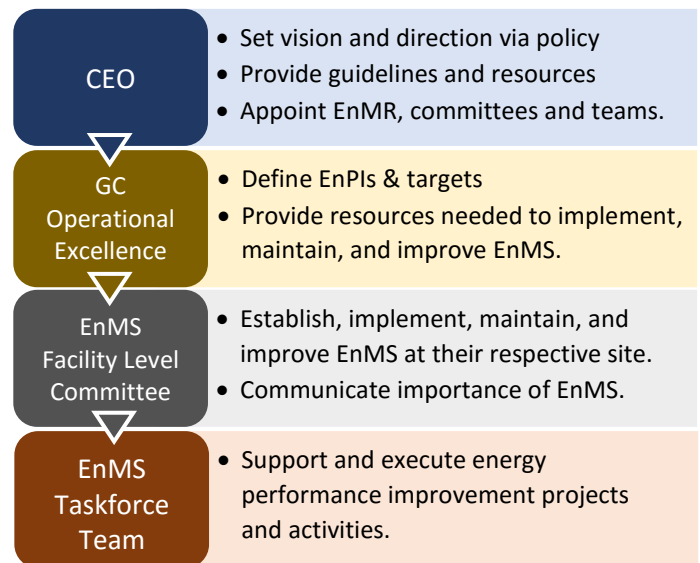 CEO
• Set vision and direction via policy
• Provide guidelines and resources
• Appoint EnMR, committees and teams.
GC
Operational
Excellence
• Define EnPIs & targets
• Provide resources needed to implement,
maintain, and improve EnMS.
EnMS
Facility Level
Committee
• Establish, implement, maintain, and
improve EnMS at their respective site.
• Communicate importance of EnMS.
EnMS
Taskforce
Team
• Support and execute energy
performance improvement projects
and activities.